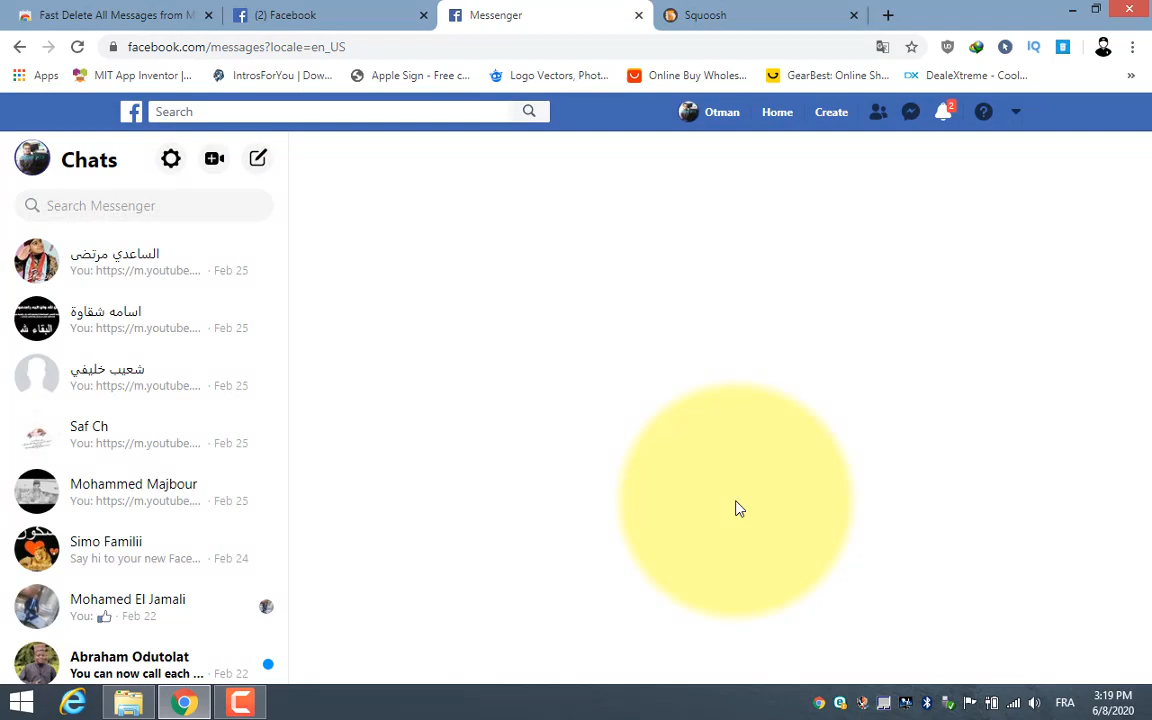 Fast Delete All Messages from M
(2) Facebook
Messenger
Squoosh
facebook.com/messages?locale=en_US
Apps
MIT App Inventor |...
IntrosForYou | Dow...
Apple Sign - Free c...
Logo Vectors, Phot...
Online Buy Wholes...
GearBest: Online Sh...
DX DealeXtreme - Cool...
Search
Otman
Home
Create
2
Chats
Search Messenger
الساعدي مرتضى
You: https://m.youtube.... · Feb 25
اسامه شقاوة
You: https://m.youtube.... · Feb 25
شعيب خليفي
You: https://m.youtube.... · Feb 25
Saf Ch
You: https://m.youtube.... · Feb 25
Mohammed Majbour
You: https://m.youtube.... · Feb 25
Simo Familii
Say hi to your new Face... · Feb 24
Mohamed El Jamali
You: 👍 · Feb 22
Abraham Odutolat
You can now call each ... · Feb 22
FRA
3:19 PM
6/8/2020